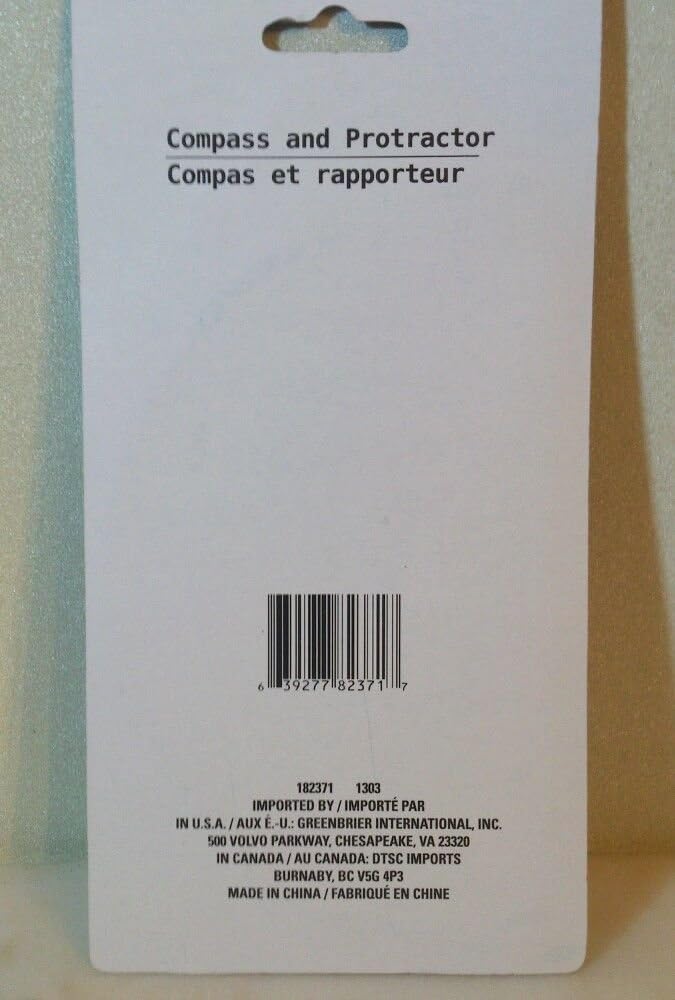 Compass and Protractor
Compas et rapporteur
6 39277 82371 7
182371 1303
IMPORTED BY / IMPORTÉ PAR
IN U.S.A. / AUX É.-U.: GREENBRIER INTERNATIONAL, INC.
500 VOLVO PARKWAY, CHESAPEAKE, VA 23320
IN CANADA / AU CANADA: DTSC IMPORTS
BURNABY, BC V5G 4P3
MADE IN CHINA / FABRIQUÉ EN CHINE